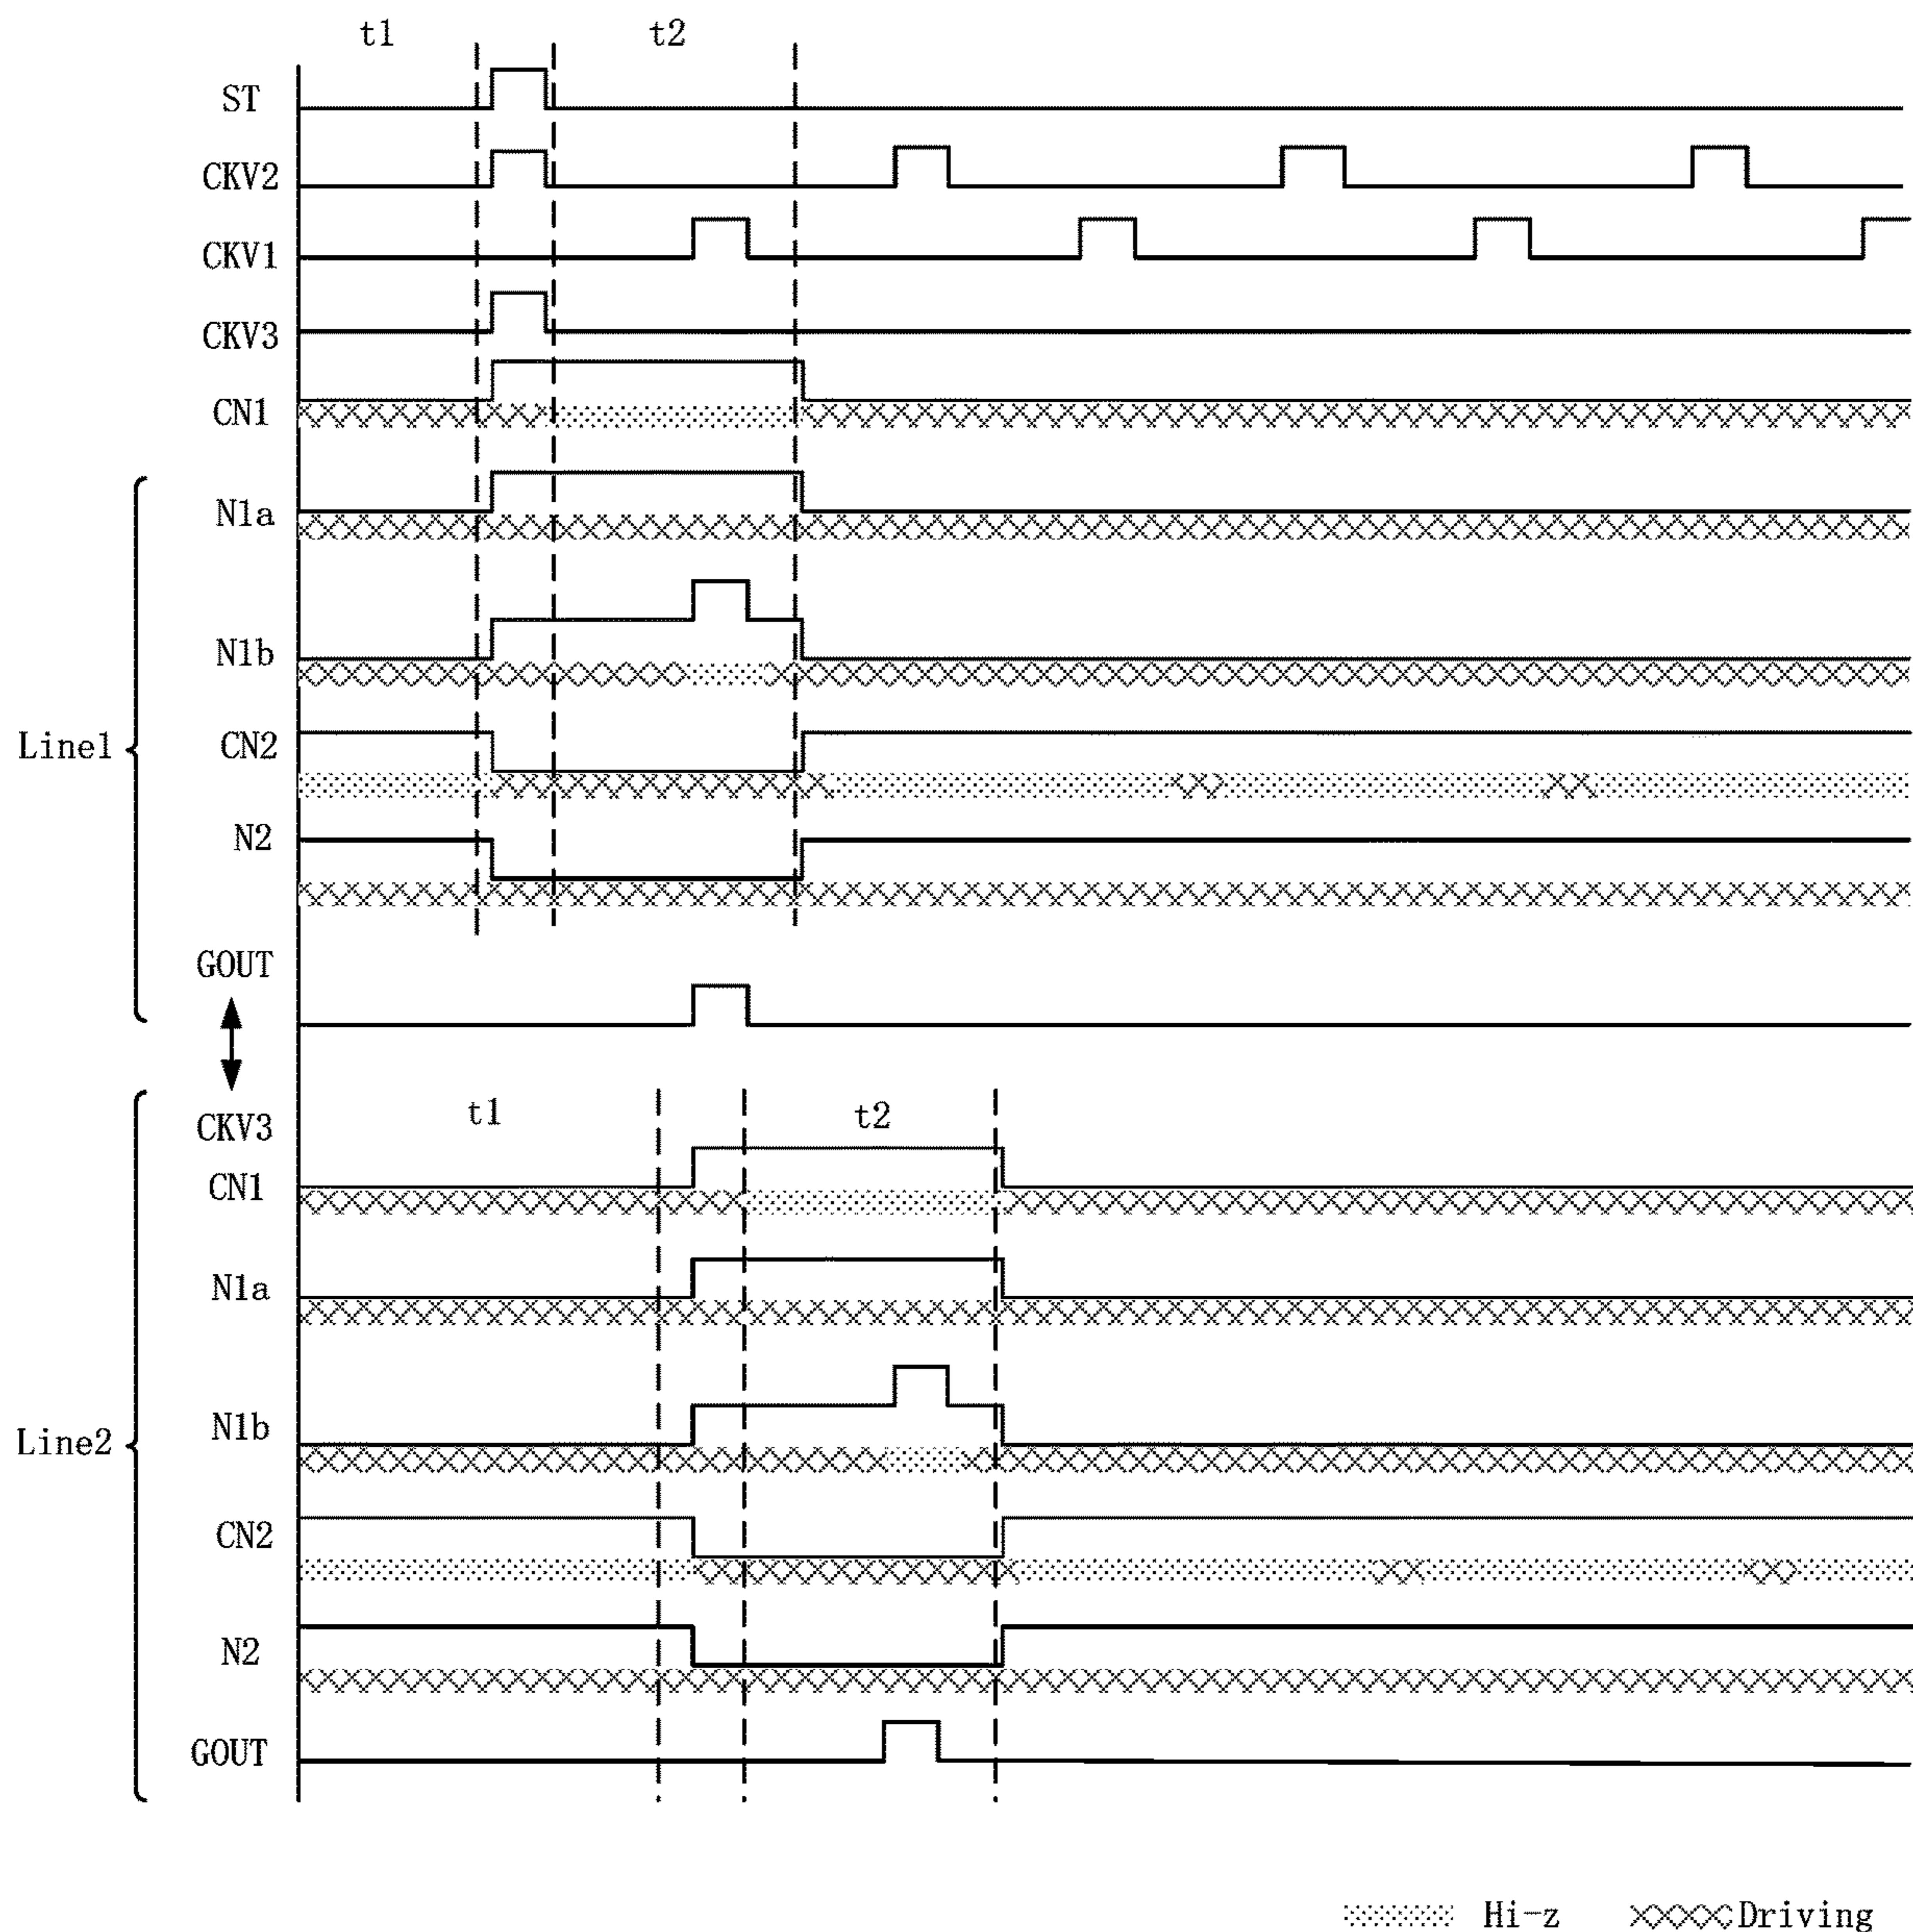 t1 t2
ST
CKV2
CKV1
CKV3
CN1
N1a
N1b
Line1
CN2
N2
GOUT
t1 t2
CKV3
CN1
N1a
N1b
Line2
CN2
N2
GOUT
Hi-z Driving